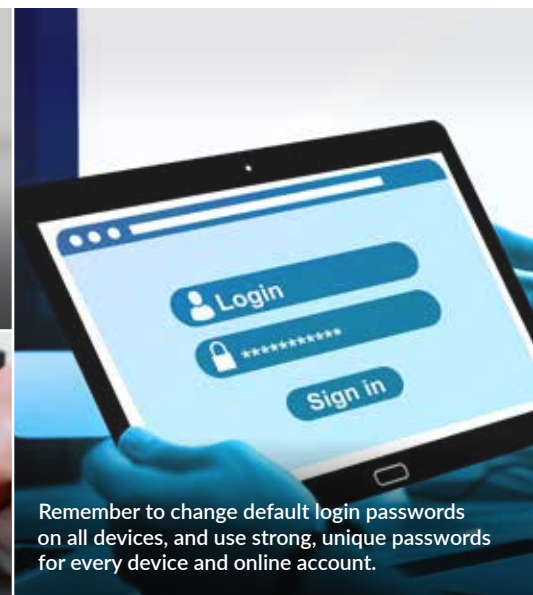 Login
***********
Sign in
Remember to change default login passwords
on all devices, and use strong, unique passwords
for every device and online account.